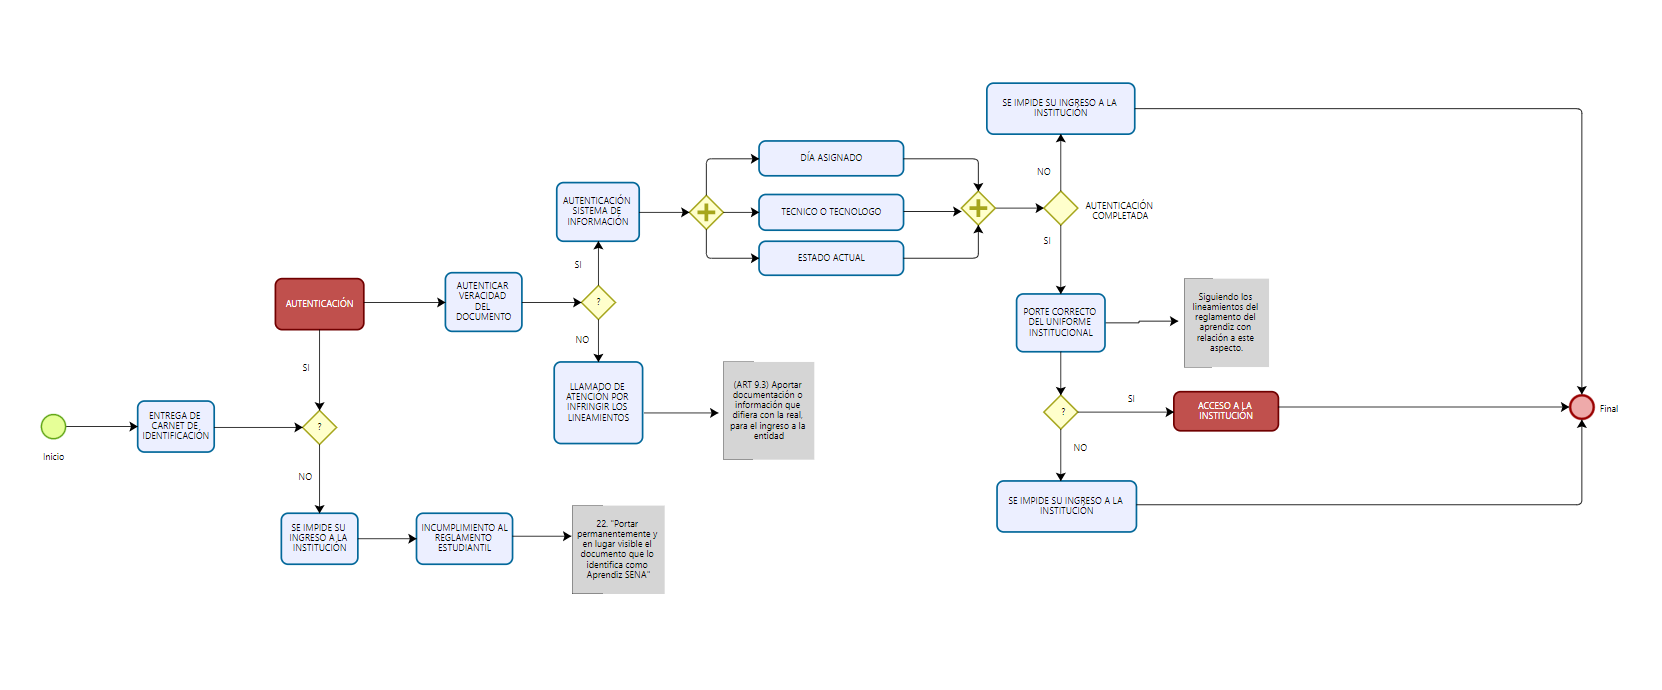 Inicio
ENTREGA DE
CARNET DE
IDENTIFICACIÓN
?
SI
NO
AUTENTICACIÓN
SE IMPIDE SU
INGRESO A LA
INSTITUCIÓN
INCUMPLIMIENTO AL
REGLAMENTO
ESTUDIANTIL
22. "Portar
permanentemente y
en lugar visible el
documento que lo
identifica como
Aprendiz SENA"
AUTENTICAR
VERACIDAD
DEL
DOCUMENTO
?
SI
NO
LLAMADO DE
ATENCIÓN POR
INFRINGIR LOS
LINEAMIENTOS
(ART 9.3) Aportar
documentación o
información que
difiera con la real,
para el ingreso a la
entidad
AUTENTICACIÓN
SISTEMA DE
INFORMACIÓN
DÍA ASIGNADO
TECNICO O TECNOLOGO
ESTADO ACTUAL
AUTENTICACIÓN
COMPLETADA
NO
SE IMPIDE SU INGRESO A LA
INSTITUCIÓN
SI
PORTE CORRECTO
DEL UNIFORME
INSTITUCIONAL
Siguiendo los
lineamientos del
reglamento del
aprendiz con
relación a este
aspecto.
?
SI
ACCESO A LA
INSTITUCIÓN
NO
SE IMPIDE SU INGRESO A LA
INSTITUCIÓN
Final